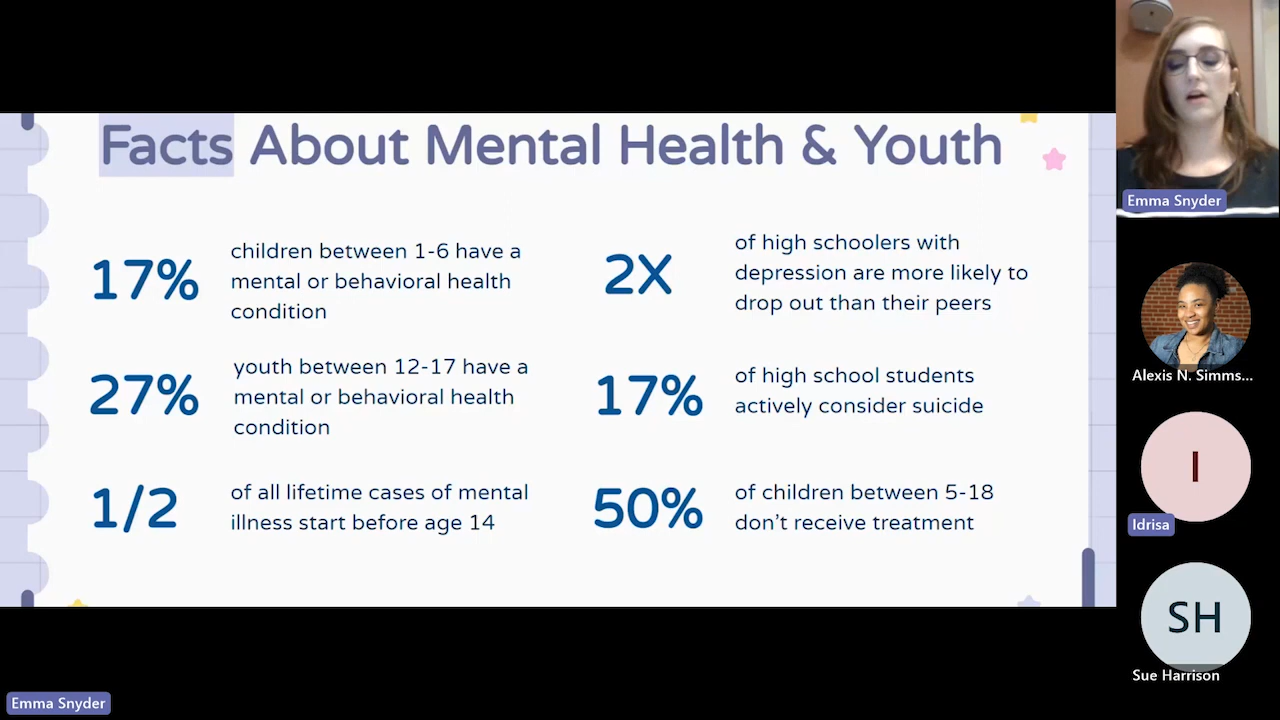 Facts About Mental Health & Youth
17%
children between 1-6 have a
mental or behavioral health
condition
27%
youth between 12-17 have a
mental or behavioral health
condition
1/2
of all lifetime cases of mental
illness start before age 14
2X
of high schoolers with
depression are more likely to
drop out than their peers
17%
of high school students
actively consider suicide
50%
of children between 5-18
don’t receive treatment
Emma Snyder
Alexis N. Simms...
I
Idrisa
SH
Sue Harrison
Emma Snyder